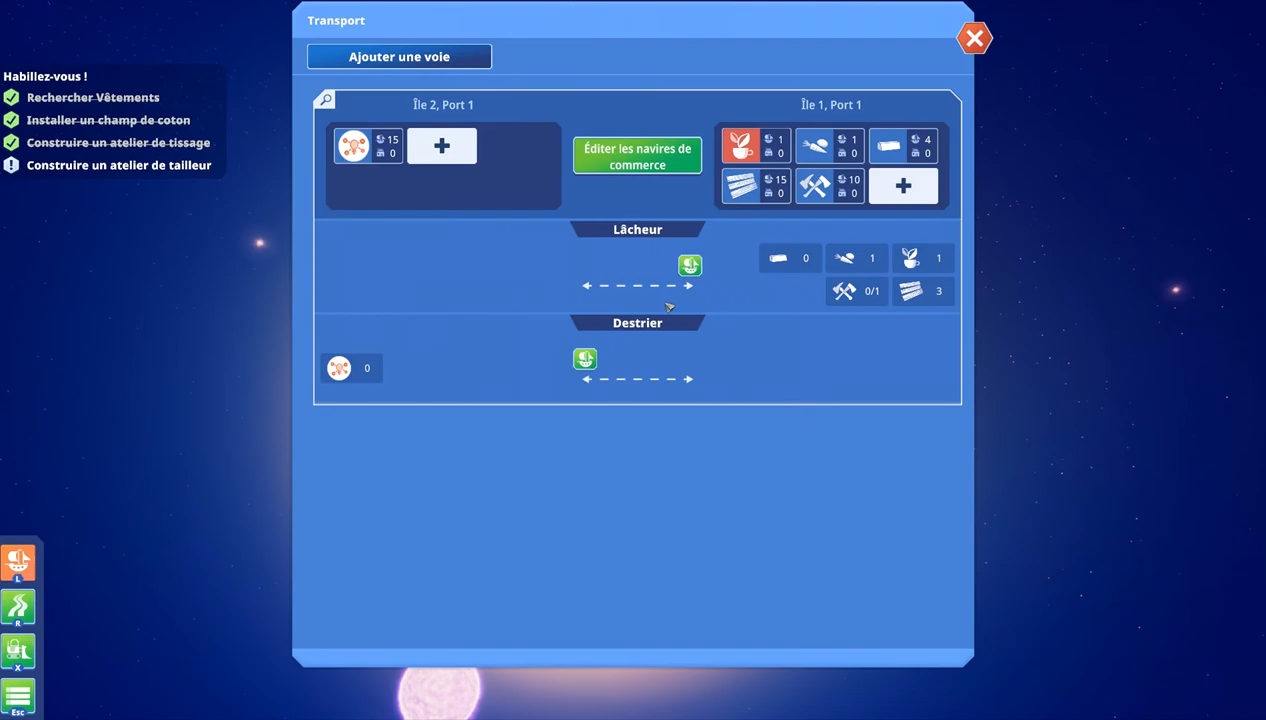 Transport
Ajouter une voie
Habillez-vous !
Rechercher Vêtements
Installer un champ de coton
Construire un atelier de tissage
Construire un atelier de tailleur
Île 2, Port 1
Île 1, Port 1
15
0
+
Éditer les navires de
commerce
1
0
1
0
4
0
15
0
10
0
+
Lâcheur
0
1
1
0/1
3
Destrier
0
L
R
X
Esc